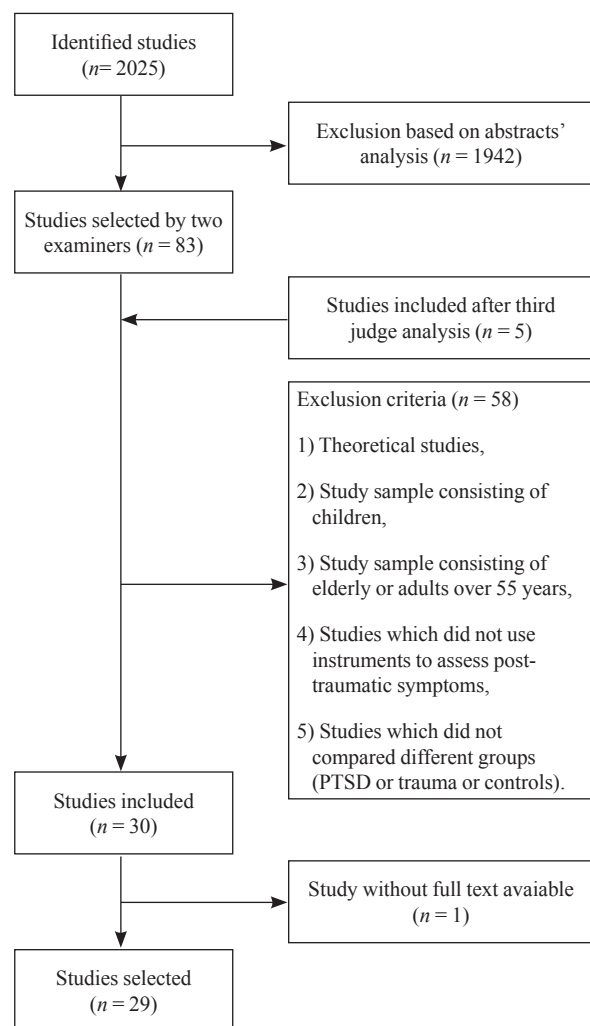 Identified studies
(n= 2025)
Exclusion based on abstracts’
analysis (n = 1942)
Studies selected by two
examiners (n = 83)
Studies included after third
judge analysis (n = 5)
Exclusion criteria (n = 58)
1) Theoretical studies,
2) Study sample consisting of
children,
3) Study sample consisting of
elderly or adults over 55 years,
4) Studies which did not use
instruments to assess post-
traumatic symptoms,
5) Studies which did not
compared different groups
(PTSD or trauma or controls).
Studies included
(n = 30)
Study without full text avaiable
(n = 1)
Studies selected
(n = 29)